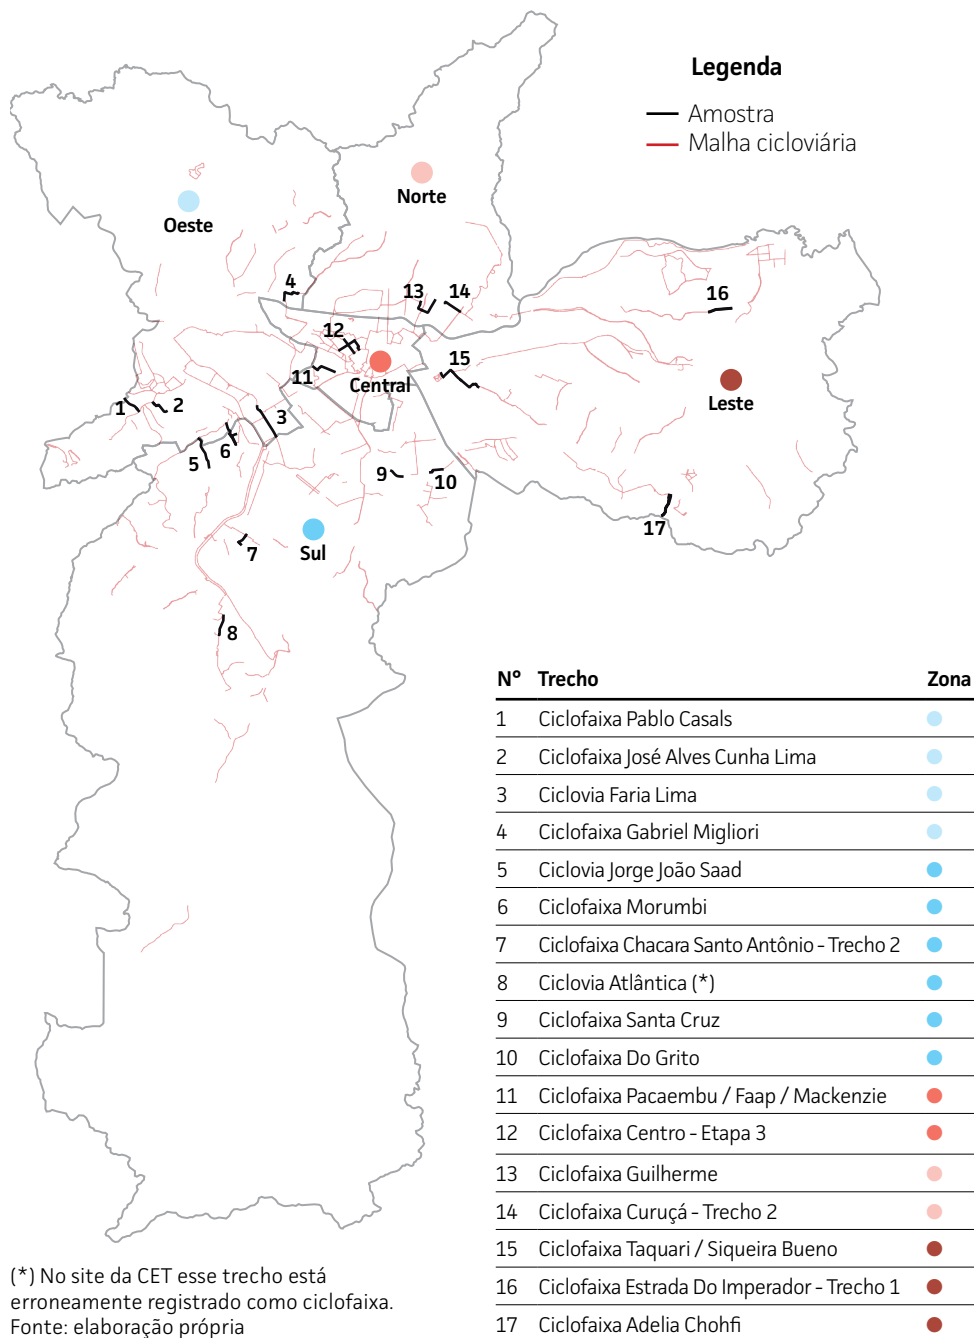 Legenda
Amostra
Malha cicloviária
Norte
Oeste
4
13
14
16
12
15
11
Central
Leste
1
2
3
6
5
9
10
17
7
Sul
8
Nº Trecho Zona
1 Ciclofaixa Pablo Casals
2 Ciclofaixa José Alves Cunha Lima
3 Ciclovia Faria Lima
4 Ciclofaixa Gabriel Migliori
5 Ciclovia Jorge João Saad
6 Ciclofaixa Morumbi
7 Ciclofaixa Chacara Santo Antônio - Trecho 2
8 Ciclovia Atlântica (*)
9 Ciclofaixa Santa Cruz
10 Ciclofaixa Do Grito
11 Ciclofaixa Pacaembu / Faap / Mackenzie
12 Ciclofaixa Centro - Etapa 3
13 Ciclofaixa Guilherme
14 Ciclofaixa Curuçá - Trecho 2
15 Ciclofaixa Taquari / Siqueira Bueno
16 Ciclofaixa Estrada Do Imperador - Trecho 1
17 Ciclofaixa Adelia Chohfi
(*) No site da CET esse trecho está
erroneamente registrado como ciclofaixa.
Fonte: elaboração própria